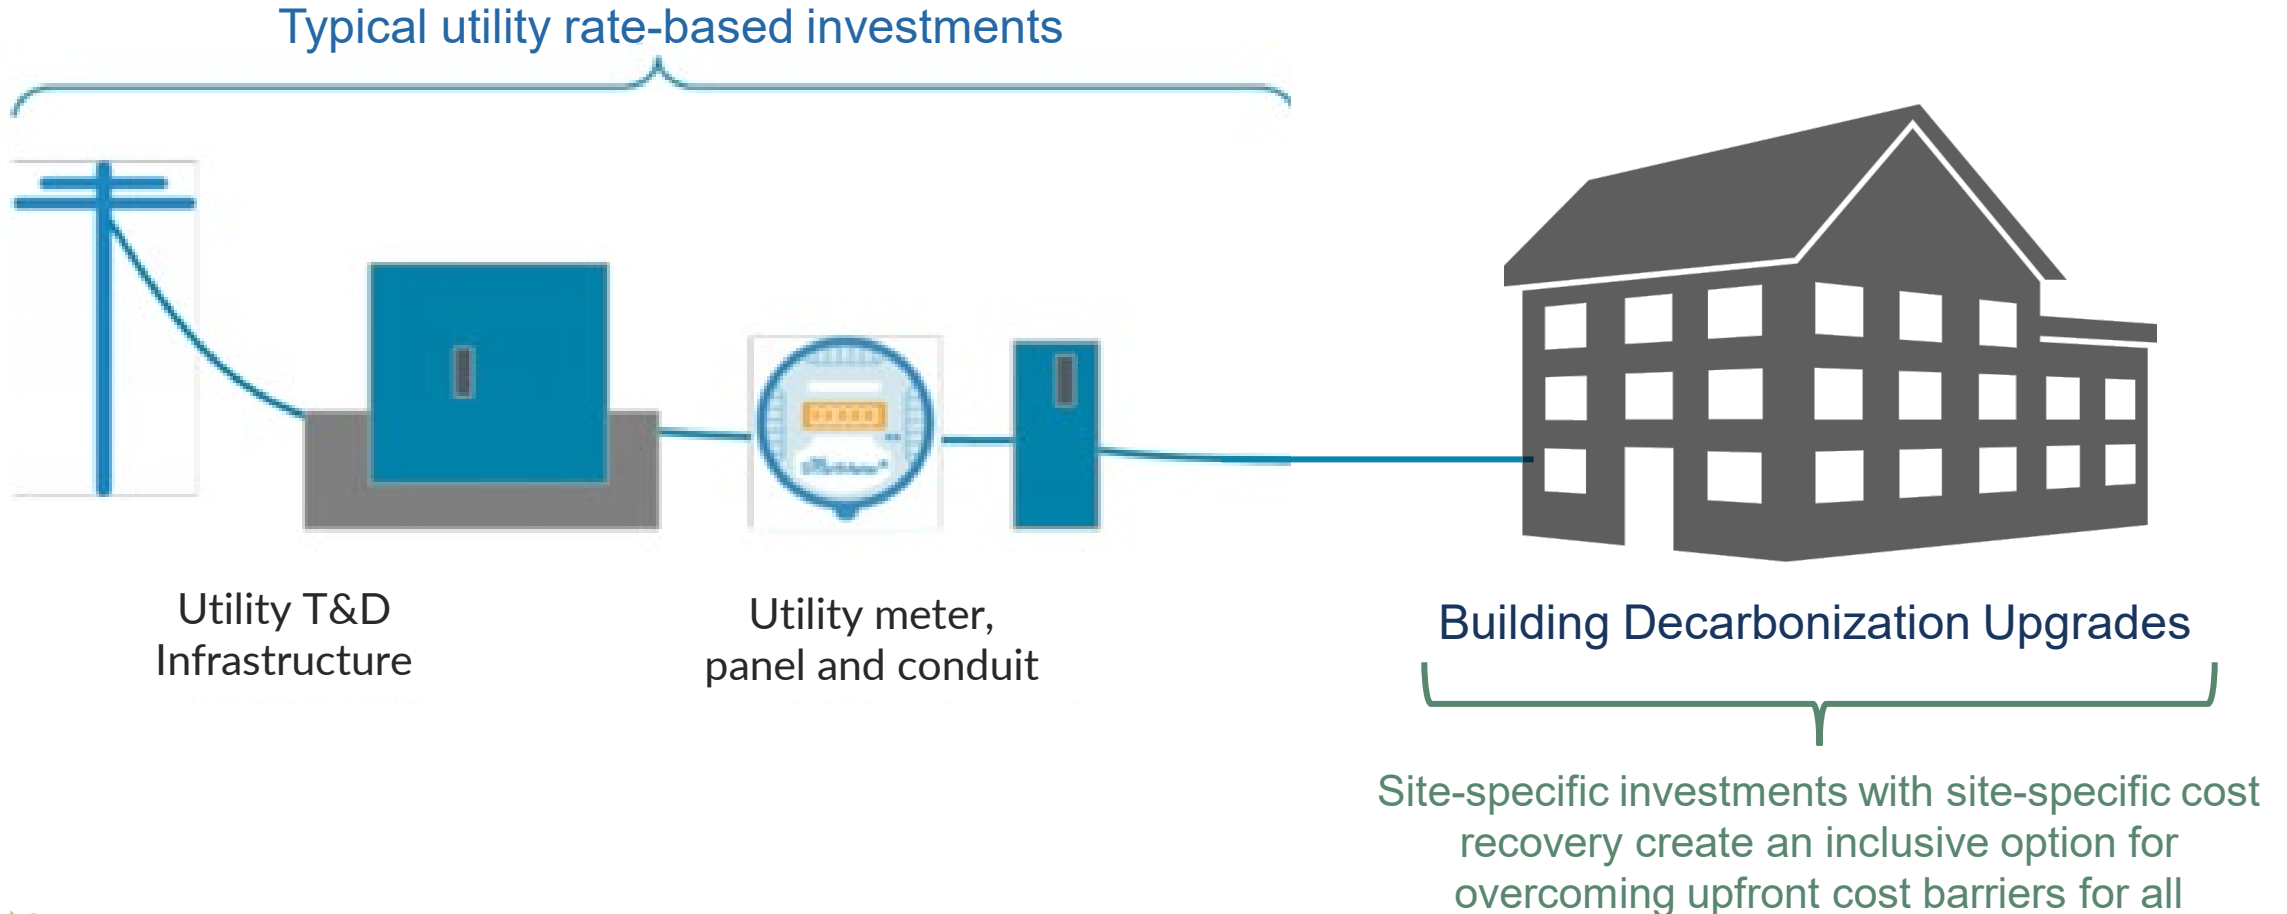 Typical utility rate-based investments
Utility T&D
Infrastructure
Utility meter,
panel and conduit
Building Decarbonization Upgrades
Site-specific investments with site-specific cost
recovery create an inclusive option for
overcoming upfront cost barriers for all